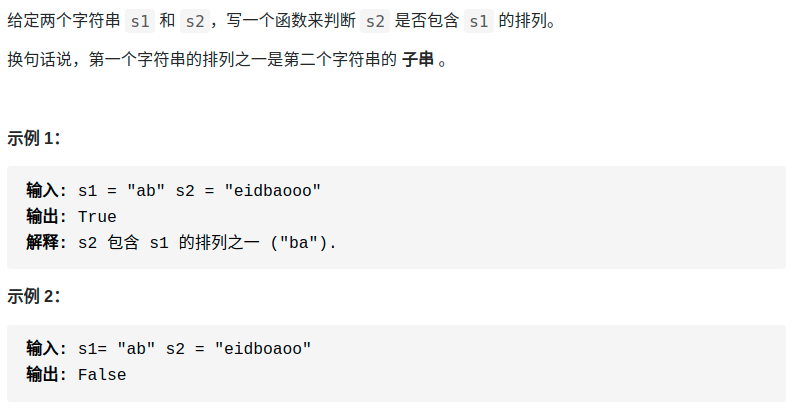 给定两个字符串 s1 和 s2，写一个函数来判断 s2 是否包含 s1 的排列。
换句话说，第一个字符串的排列之一是第二个字符串的 子串 。
示例 1：
输入: s1 = "ab" s2 = "eidbaooo"
输出: True
解释: s2 包含 s1 的排列之一 ("ba").
示例 2：
输入: s1= "ab" s2 = "eidboaoo"
输出: False